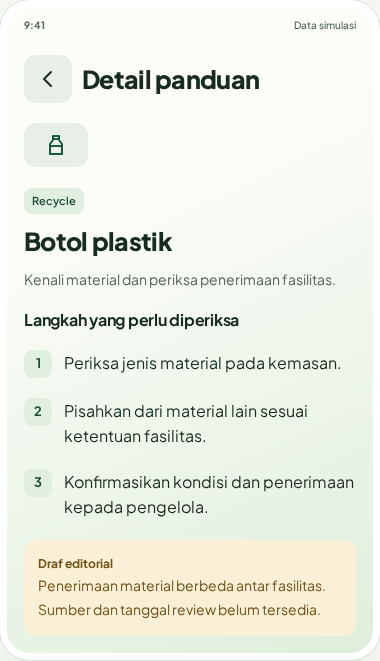 9:41
Data simulasi
Detail panduan
Recycle
Botol plastik
Kenali material dan periksa penerimaan fasilitas.
Langkah yang perlu diperiksa
1 Periksa jenis material pada kemasan.
2 Pisahkan dari material lain sesuai
ketentuan fasilitas.
3 Konfirmasikan kondisi dan penerimaan
kepada pengelola.
Draf editorial
Penerimaan material berbeda antar fasilitas.
Sumber dan tanggal review belum tersedia.